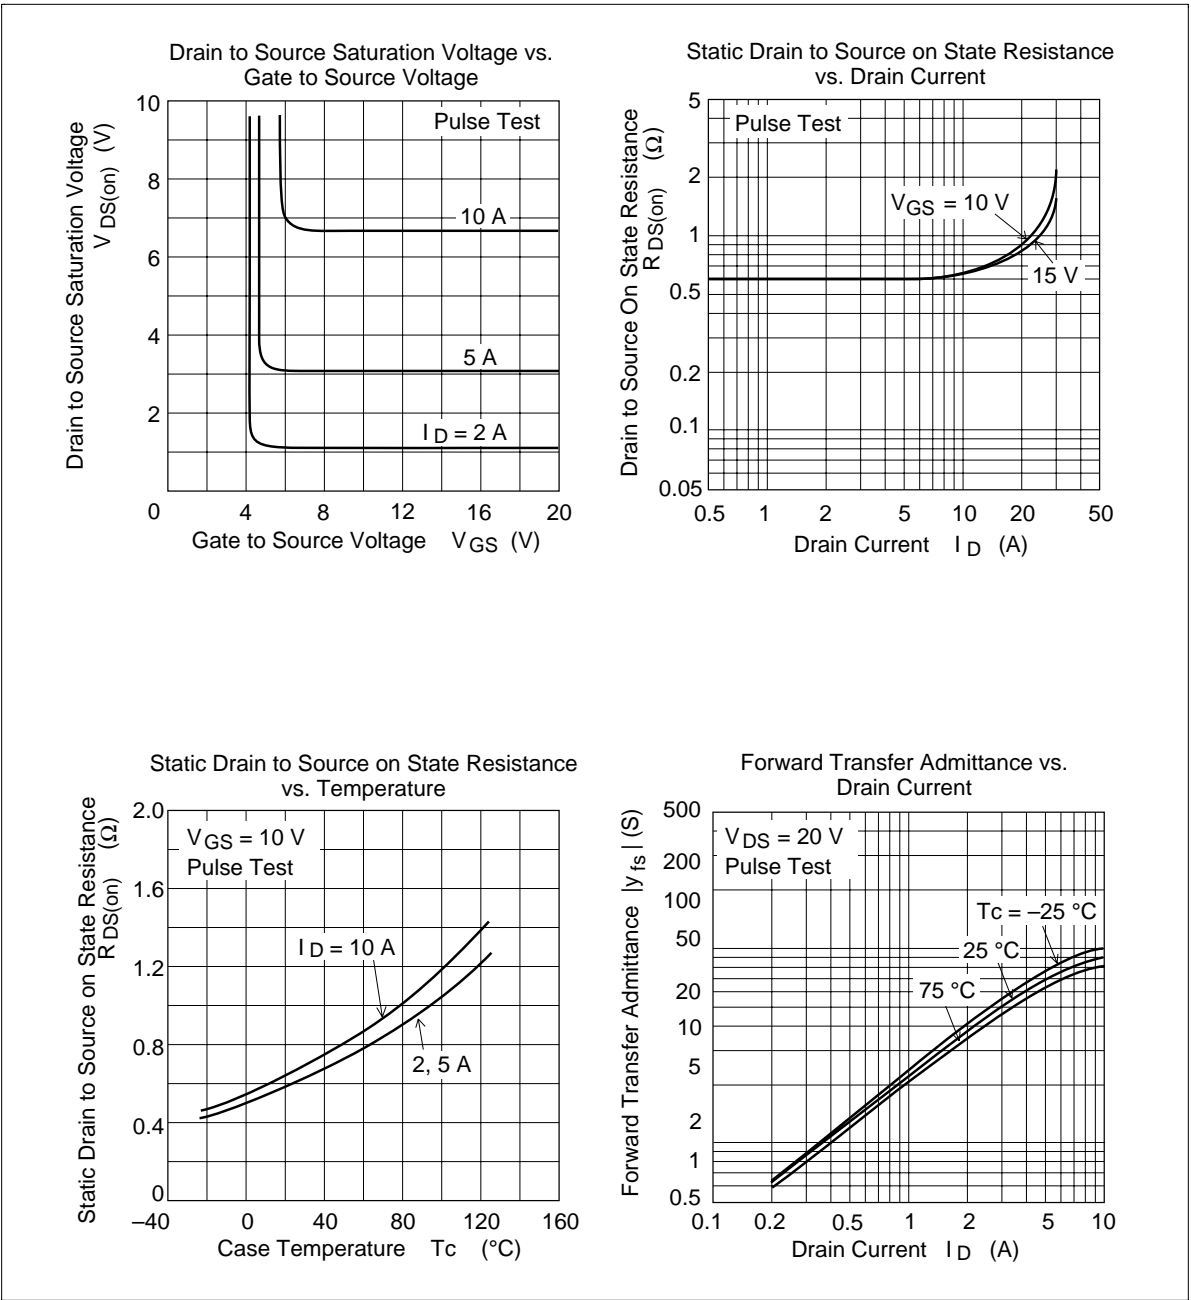 Drain to Source Saturation Voltage vs.
Gate to Source Voltage
Drain to Source Saturation Voltage
V DS(on) (V)
10
8
6
4
2
0
Pulse Test
10 A
5 A
I D = 2 A
0 4 8 12 16 20
Gate to Source Voltage V GS (V)
Static Drain to Source on State Resistance
vs. Drain Current
Drain to Source On State Resistance
R DS(on) (Ω)
5
2
1
0.5
0.2
0.1
0.05
Pulse Test
VGS = 10 V
15 V
0.5 1 2 5 10 20 50
Drain Current I D (A)
Static Drain to Source on State Resistance
vs. Temperature
Static Drain to Source on State Resistance
R DS(on) (Ω)
2.0
1.6
1.2
0.8
0.4
0
VGS = 10 V
Pulse Test
I D = 10 A
2, 5 A
–40 0 40 80 120 160
Case Temperature Tc (°C)
Forward Transfer Admittance vs.
Drain Current
Forward Transfer Admittance |y fs | (S)
500
200
100
50
20
10
5
2
1
0.5
V DS = 20 V
Pulse Test
Tc = –25 °C
25 °C
75 °C
0.1 0.2 0.5 1 2 5 10
Drain Current I D (A)